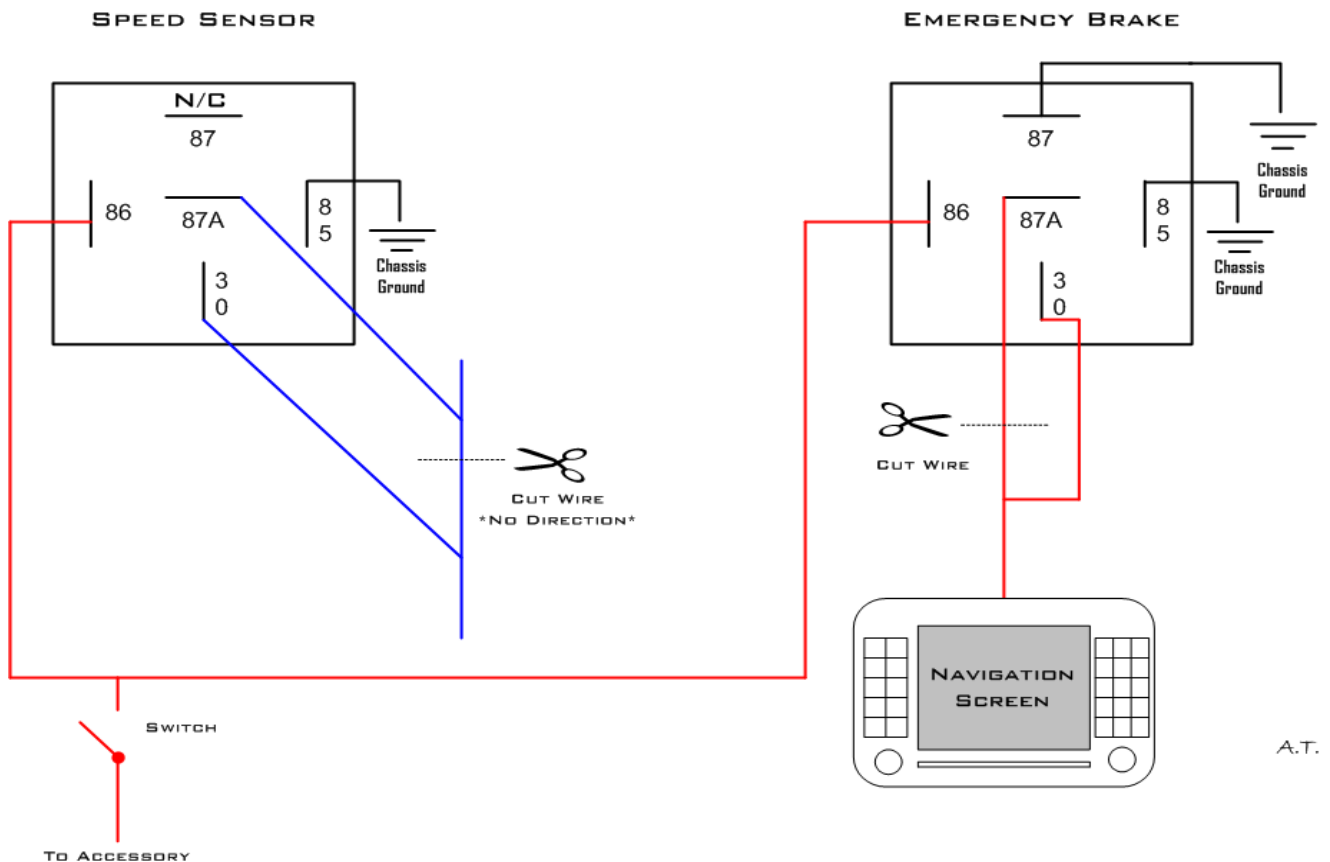 SPEED SENSOR
EMERGENCY BRAKE
N/C
87
86
87A
8
5
3
0
Chassis
Ground
87
86
87A
8
5
3
0
Chassis
Ground
Chassis
Ground
CUT WIRE
*NO DIRECTION*
CUT WIRE
NAVIGATION
SCREEN
SWITCH
A.T.
TO ACCESSORY